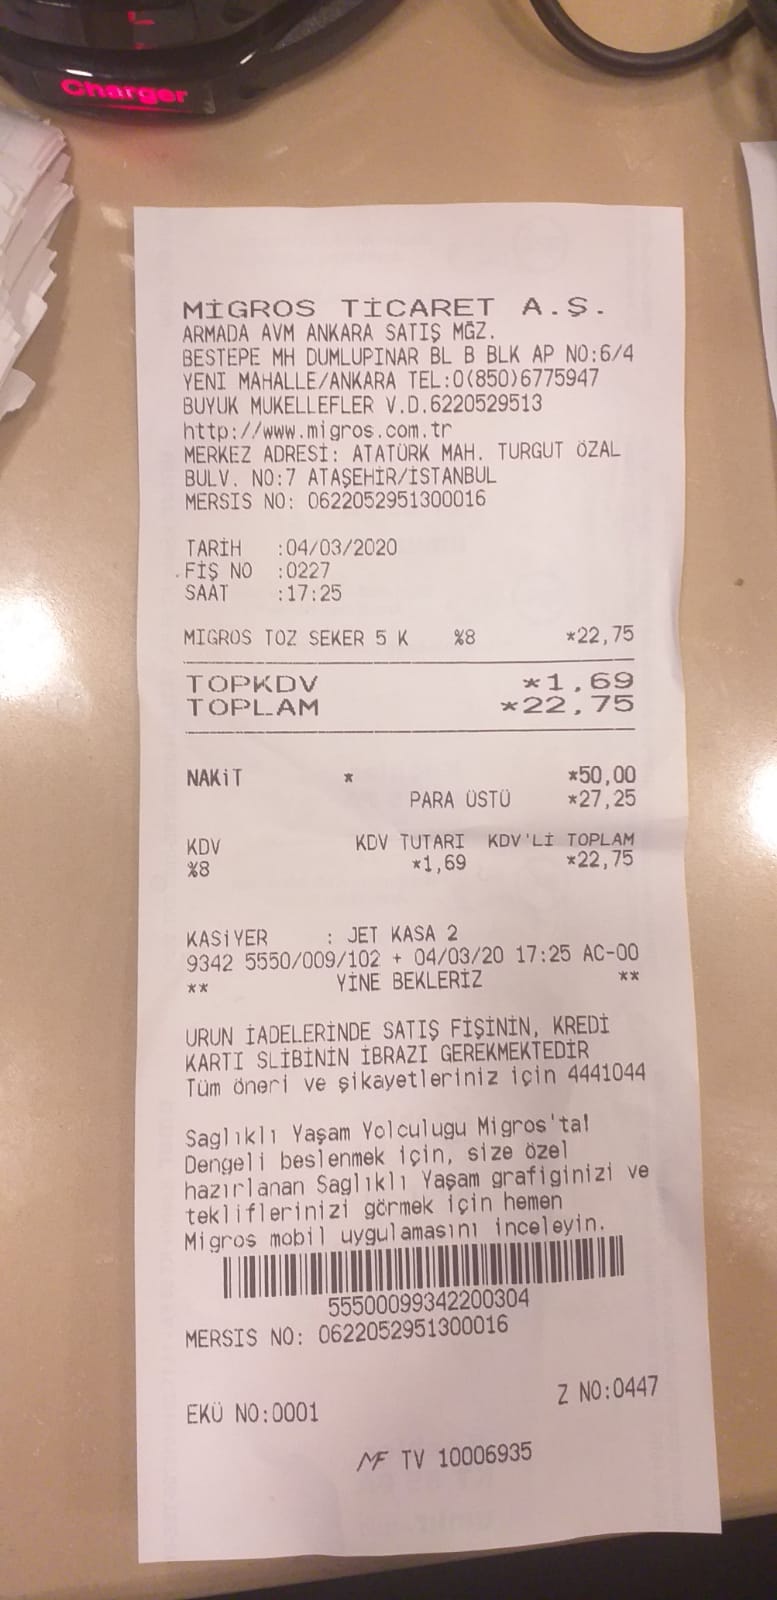 Charger
MİGROS TİCARET A.Ş.
ARMADA AVM ANKARA SATIŞ MĞZ.
BESTEPE MH DUMLUPINAR BL B BLK AP NO:6/4
YENİ MAHALLE/ANKARA TEL:0(850)6775947
BUYUK MUKELLEFLER V.D.6220529513
http://www.migros.com.tr
MERKEZ ADRESİ: ATATÜRK MAH. TURGUT ÖZAL
BULV. NO:7 ATAŞEHİR/İSTANBUL
MERSIS NO: 0622052951300016
TARİH :04/03/2020
FİŞ NO :0227
SAAT :17:25
MIGROS TOZ SEKER 5 K %8 *22,75
TOPKDV *1,69
TOPLAM *22,75
NAKİT * *50,00
PARA ÜSTÜ *27,25
KDV KDV TUTARI KDV'Lİ TOPLAM
%8 *1,69 *22,75
KASİYER : JET KASA 2
9342 5550/009/102 + 04/03/20 17:25 AC-00
** YİNE BEKLERİZ **
URUN İADELERİNDE SATIŞ FİŞİNİN, KREDİ
KARTI SLİBİNİN İBRAZI GEREKMEKTEDİR
Tüm öneri ve şikayetleriniz için 4441044
Saglıklı Yaşam Yolculugu Migros'ta!
Dengeli beslenmek için, size özel
hazırlanan Saglıklı Yaşam grafiginizi ve
tekliflerinizi görmek için hemen
Migros mobil uygulamasını inceleyin.
55500099342200304
MERSIS NO: 0622052951300016
Z NO:0447
EKÜ NO:0001
MF TV 10006935